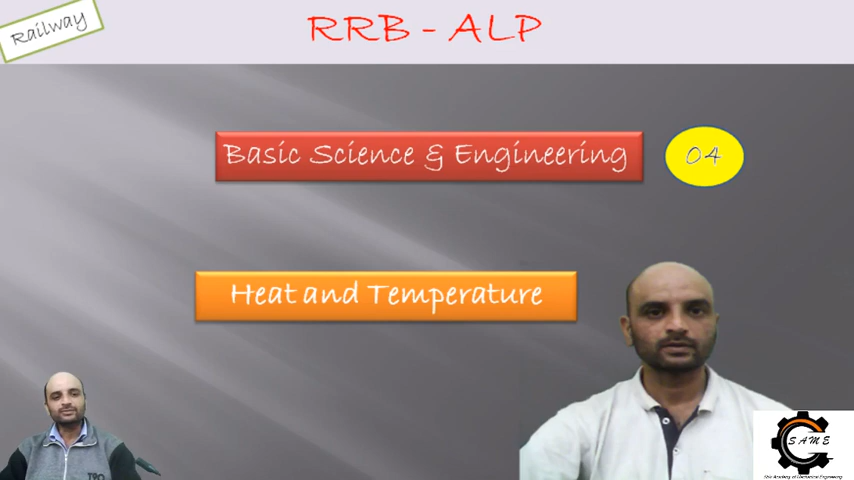 Railway
RRB - ALP
Basic Science & Engineering
04
Heat and Temperature
SAME